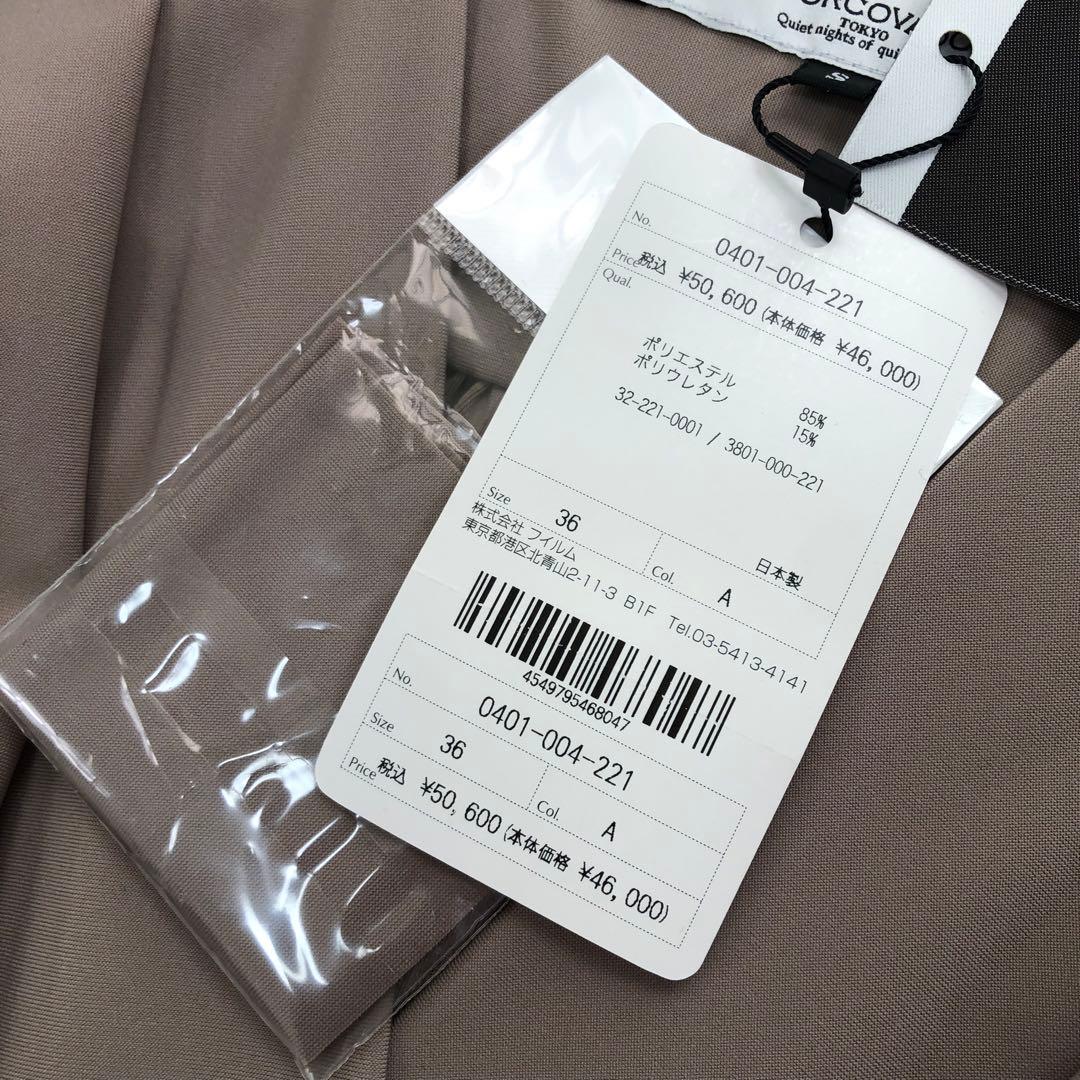 TOKYO
Quiet nights of
S
No. 0401-004-221
Price 税込 ¥50,600 (本体価格 ¥46,000)
Qual.
ポリエステル 85%
ポリウレタン 15%
32-221-0001 / 3801-000-221
Size 36 Col. A 日本製
株式会社 フイルム
東京都港区北青山2-11-3 B1F Tel.03-5413-4141
4549795468047
No. 0401-004-221
Size 36 Col. A
Price 税込 ¥50,600 (本体価格 ¥46,000)